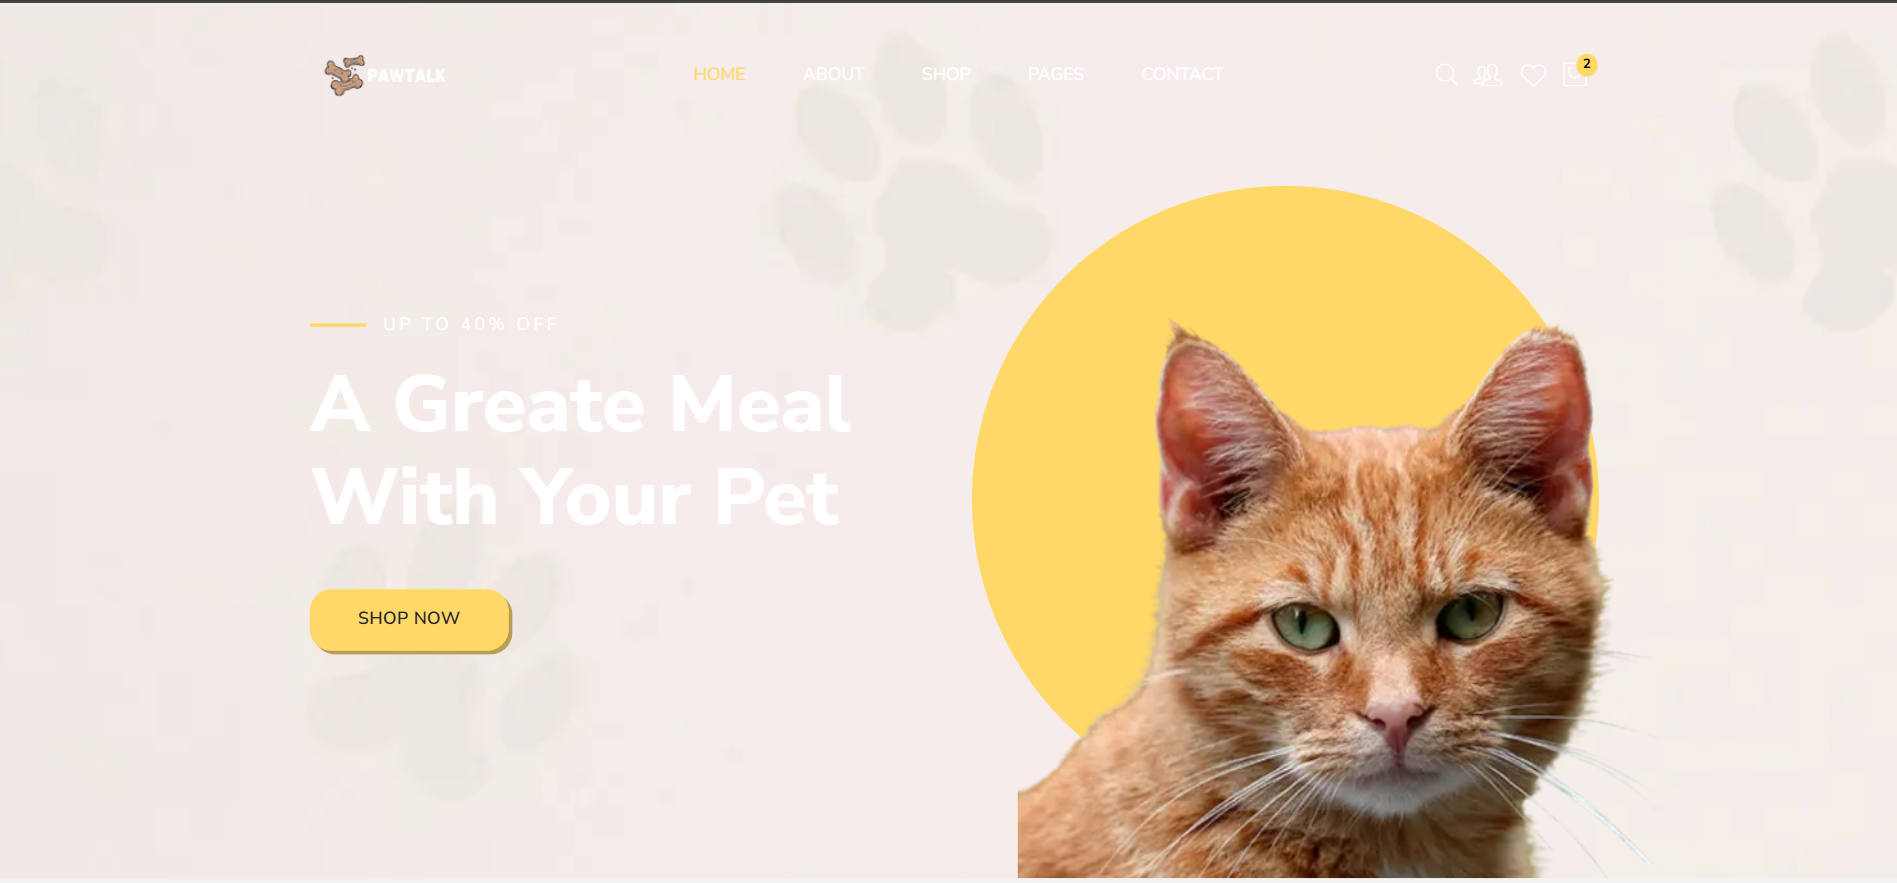 PAWTALK
HOME ABOUT SHOP PAGES CONTACT
2
UP TO 40% OFF
A Greate Meal
With Your Pet
SHOP NOW